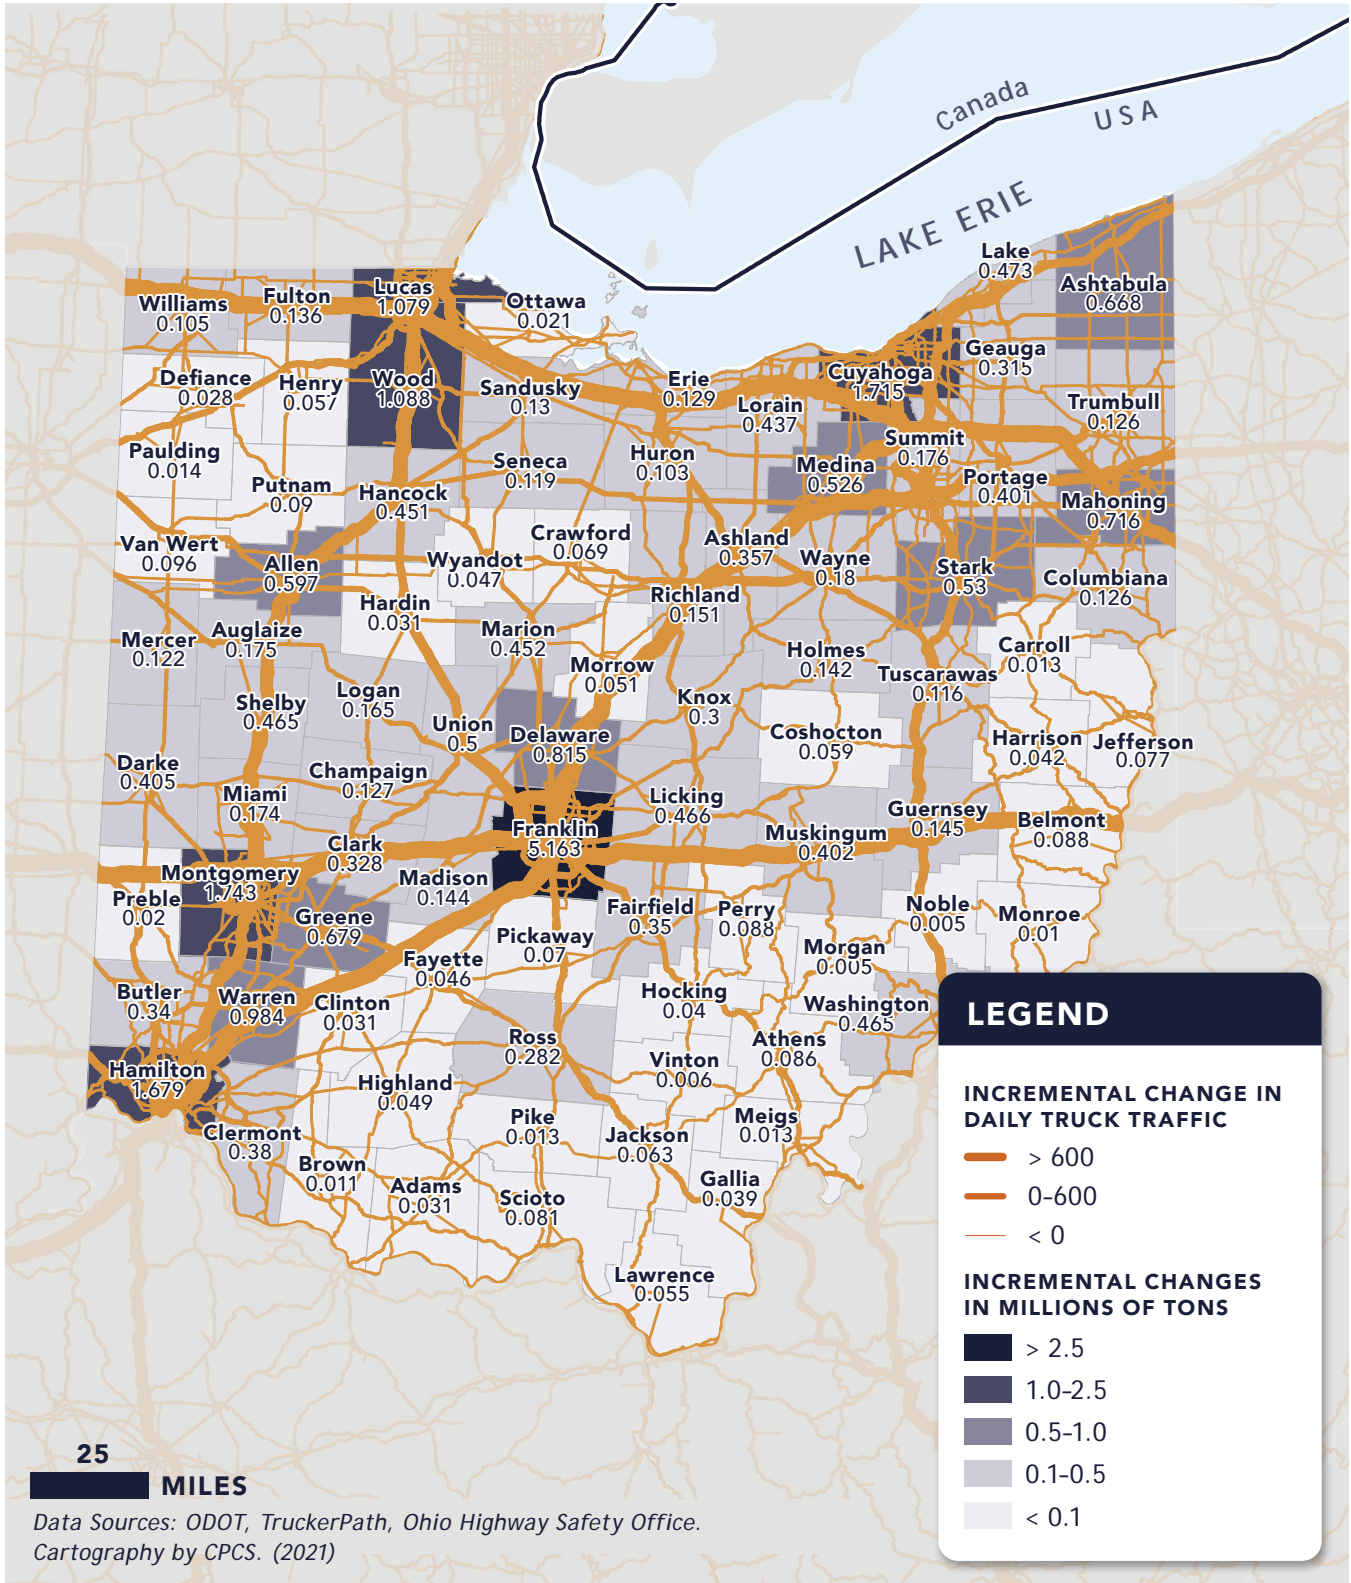 Canada
USA
LAKE ERIE
Lake
0.473
Ashtabula
0.668
Lucas
1.079
Williams
0.105
Fulton
0.136
Ottawa
0.021
Geauga
0.315
Cuyahoga
1.715
Defiance
0.028
Henry
0.057
Wood
1.088
Sandusky
0.13
Erie
0.129
Lorain
0.437
Trumbull
0.126
Summit
0.176
Paulding
0.014
Seneca
0.119
Huron
0.103
Medina
0.526
Portage
0.401
Putnam
0.09
Hancock
0.451
Mahoning
0.716
Van Wert
0.096
Allen
0.597
Wyandot
0.047
Crawford
0.069
Ashland
0.357
Wayne
0.18
Stark
0.53
Columbiana
0.126
Hardin
0.031
Richland
0.151
Mercer
0.122
Auglaize
0.175
Marion
0.452
Morrow
0.051
Holmes
0.142
Tuscarawas
0.116
Carroll
0.013
Shelby
0.465
Logan
0.165
Union
0.5
Delaware
0.815
Knox
0.3
Coshocton
0.059
Harrison
0.042
Jefferson
0.077
Darke
0.405
Miami
0.174
Champaign
0.127
Licking
0.466
Guernsey
0.145
Belmont
0.088
Clark
0.328
Franklin
5.163
Muskingum
0.402
Montgomery
1.743
Madison
0.144
Preble
0.02
Greene
0.679
Fairfield
0.35
Perry
0.088
Noble
0.005
Monroe
0.01
Pickaway
0.07
Morgan
0.005
Fayette
0.046
Butler
0.34
Warren
0.984
Clinton
0.031
Hocking
0.04
Washington
0.465
Ross
0.282
Athens
0.086
Hamilton
1.679
Vinton
0.006
Highland
0.049
Pike
0.013
Jackson
0.063
Meigs
0.013
Clermont
0.38
Brown
0.011
Adams
0.031
Scioto
0.081
Gallia
0.039
Lawrence
0.055
LEGEND
INCREMENTAL CHANGE IN
DAILY TRUCK TRAFFIC
> 600
0–600
< 0
INCREMENTAL CHANGES
IN MILLIONS OF TONS
> 2.5
1.0–2.5
0.5–1.0
0.1–0.5
< 0.1
25
MILES
Data Sources: ODOT, TruckerPath, Ohio Highway Safety Office.
Cartography by CPCS. (2021)